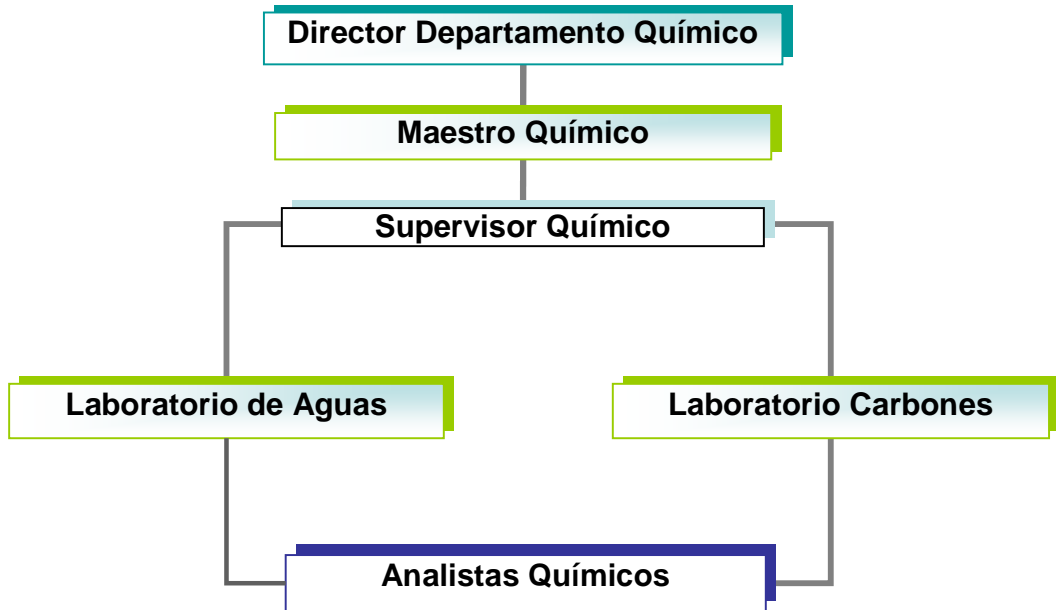 Director Departamento Químico
Maestro Químico
Supervisor Químico
Laboratorio de Aguas
Laboratorio Carbones
Analistas Químicos